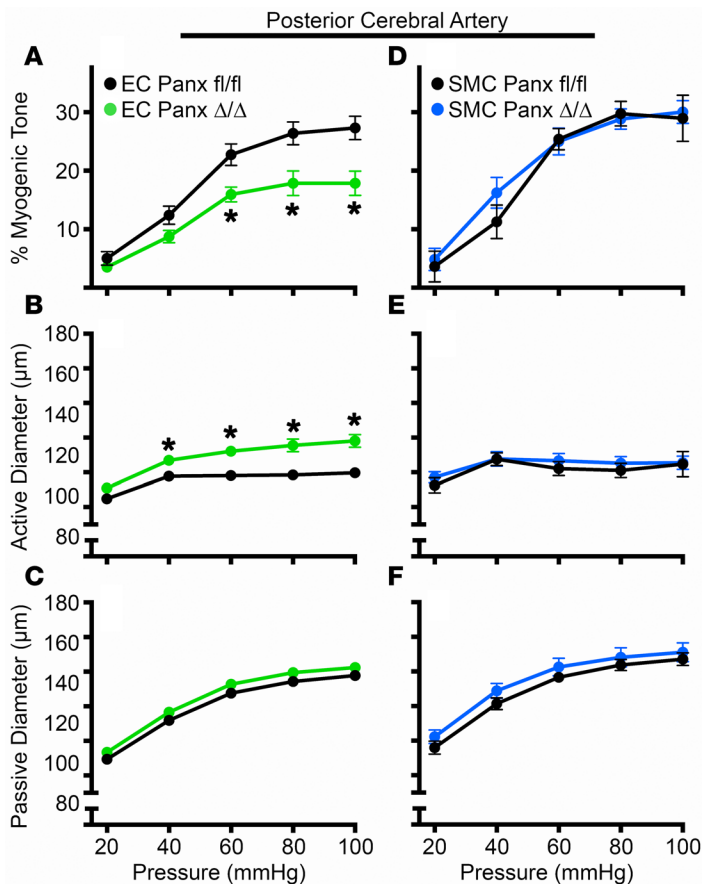 Posterior Cerebral Artery
A
EC Panx fl/fl
EC Panx Δ/Δ
% Myogenic Tone
30
20
10
*
*
*
D
SMC Panx fl/fl
SMC Panx Δ/Δ
B
Active Diameter (µm)
180
160
140
120
100
80
*
*
*
*
E
C
Passive Diameter (µm)
180
160
140
120
100
80
20 40 60 80 100
Pressure (mmHg)
F
20 40 60 80 100
Pressure (mmHg)